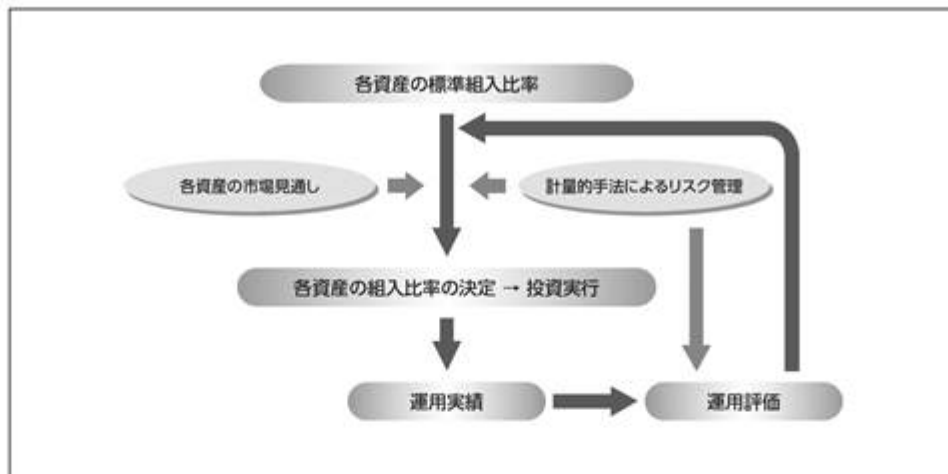 各資産の標準組入比率
各資産の市場見通し
計量的手法によるリスク管理
各資産の組入比率の決定 → 投資実行
運用実績
運用評価